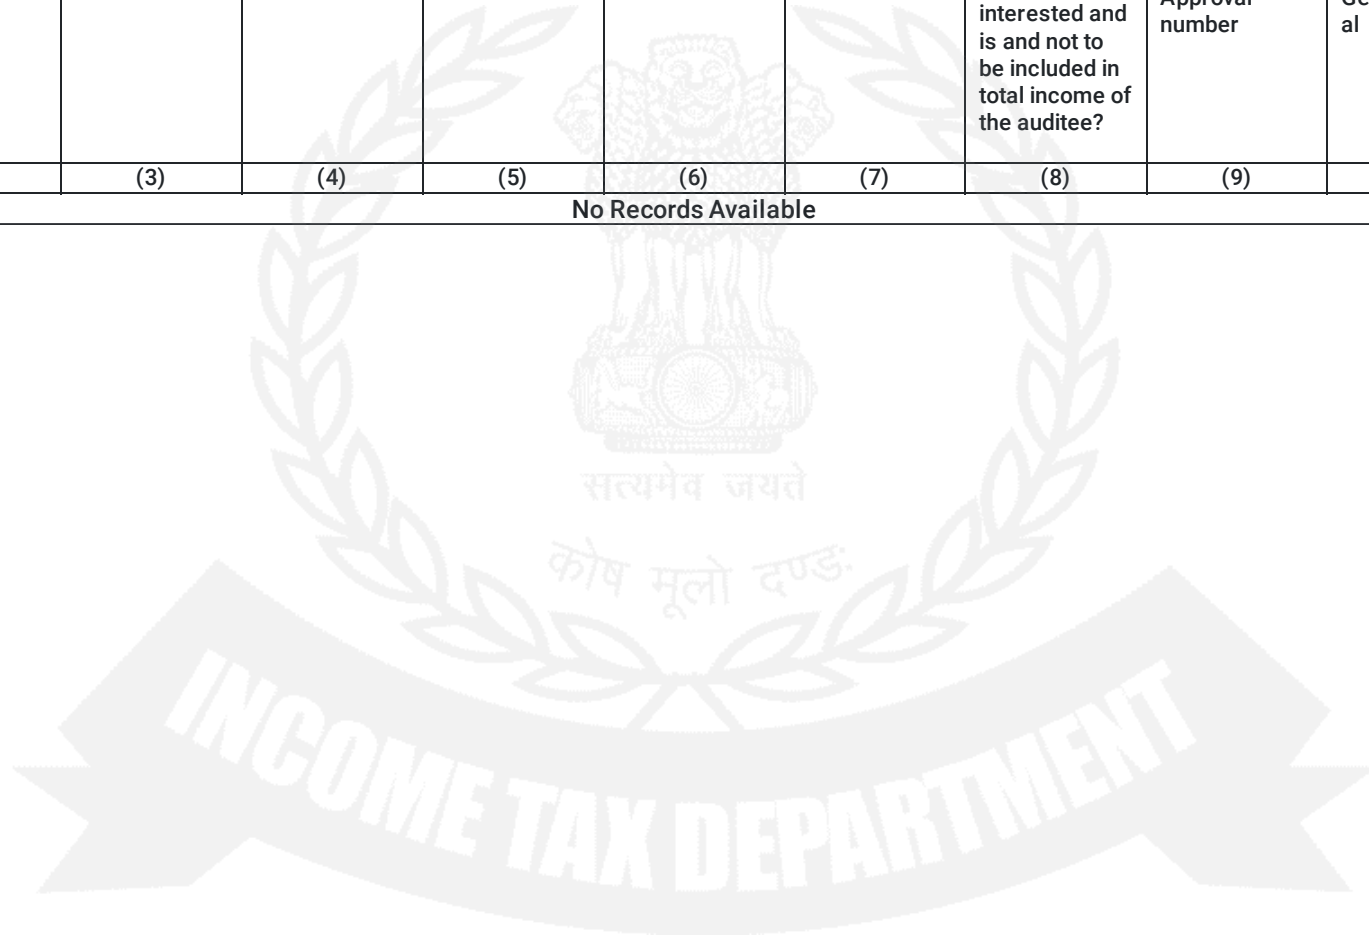 interested and
is and not to
be included in
total income of
the auditee?
Approval
number
al
(3) (4) (5) (6) (7) (8) (9)
No Records Available
सत्यमेव जयते
कोष मूलो दण्डः
INCOME TAX DEPARTMENT